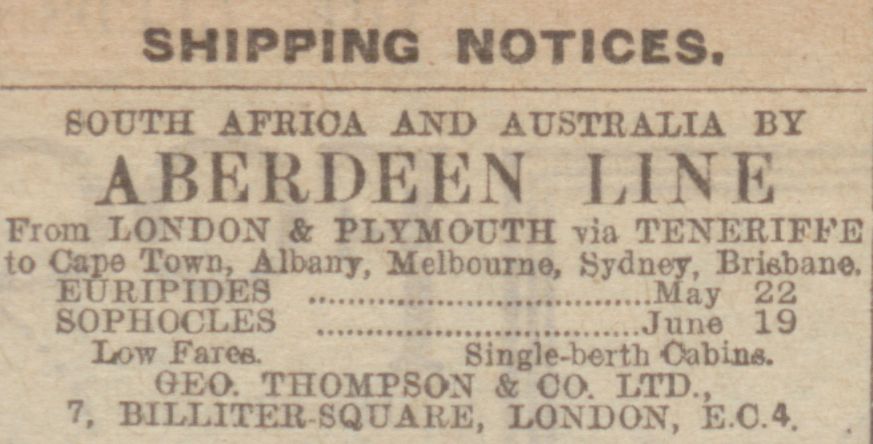 SHIPPING NOTICES.
SOUTH AFRICA AND AUSTRALIA BY
ABERDEEN LINE
From LONDON & PLYMOUTH via TENERIFFE
to Cape Town, Albany, Melbourne, Sydney, Brisbane.
EURIPIDES ....................................May 22
SOPHOCLES ..................................June 19
Low Fares. Single-berth Cabins.
GEO. THOMPSON & CO. LTD.,
7, BILLITER-SQUARE, LONDON, E.C.4.